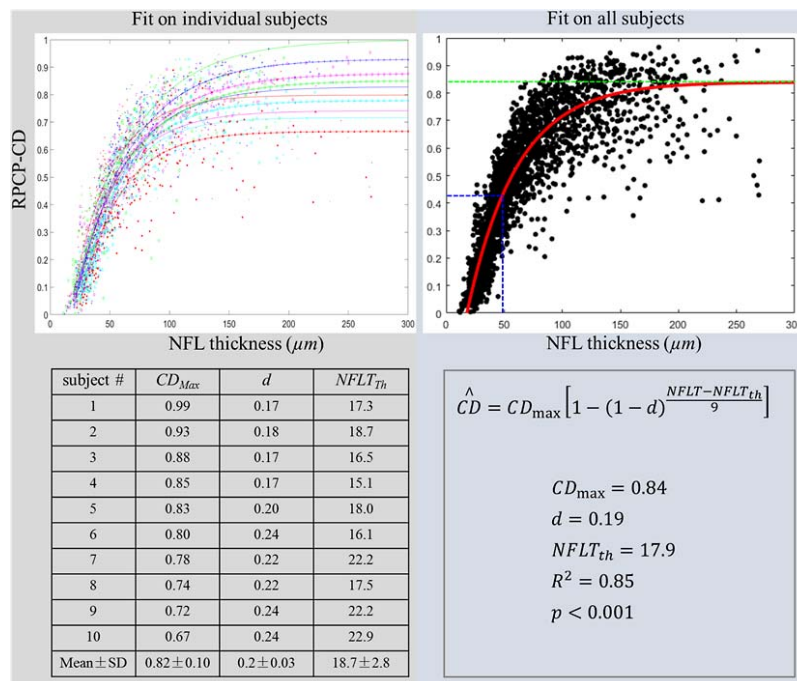 Fit on individual subjects
RPCP-CD
1
0.9
0.8
0.7
0.6
0.5
0.4
0.3
0.2
0.1
0
0 50 100 150 200 250 300
NFL thickness (μm)
Fit on all subjects
1
0.9
0.8
0.7
0.6
0.5
0.4
0.3
0.2
0.1
0
0 50 100 150 200 250 300
NFL thickness (μm)
subject # CD_Max d NFLT_Th
1 0.99 0.17 17.3
2 0.93 0.18 18.7
3 0.88 0.17 16.5
4 0.85 0.17 15.1
5 0.83 0.20 18.0
6 0.80 0.24 16.1
7 0.78 0.22 22.2
8 0.74 0.22 17.5
9 0.72 0.24 22.2
10 0.67 0.24 22.9
Mean±SD 0.82±0.10 0.2±0.03 18.7±2.8
ĈD = CD_max [1 − (1 − d)^((NFLT−NFLT_th)/9)]
CD_max = 0.84
d = 0.19
NFLT_th = 17.9
R² = 0.85
p < 0.001